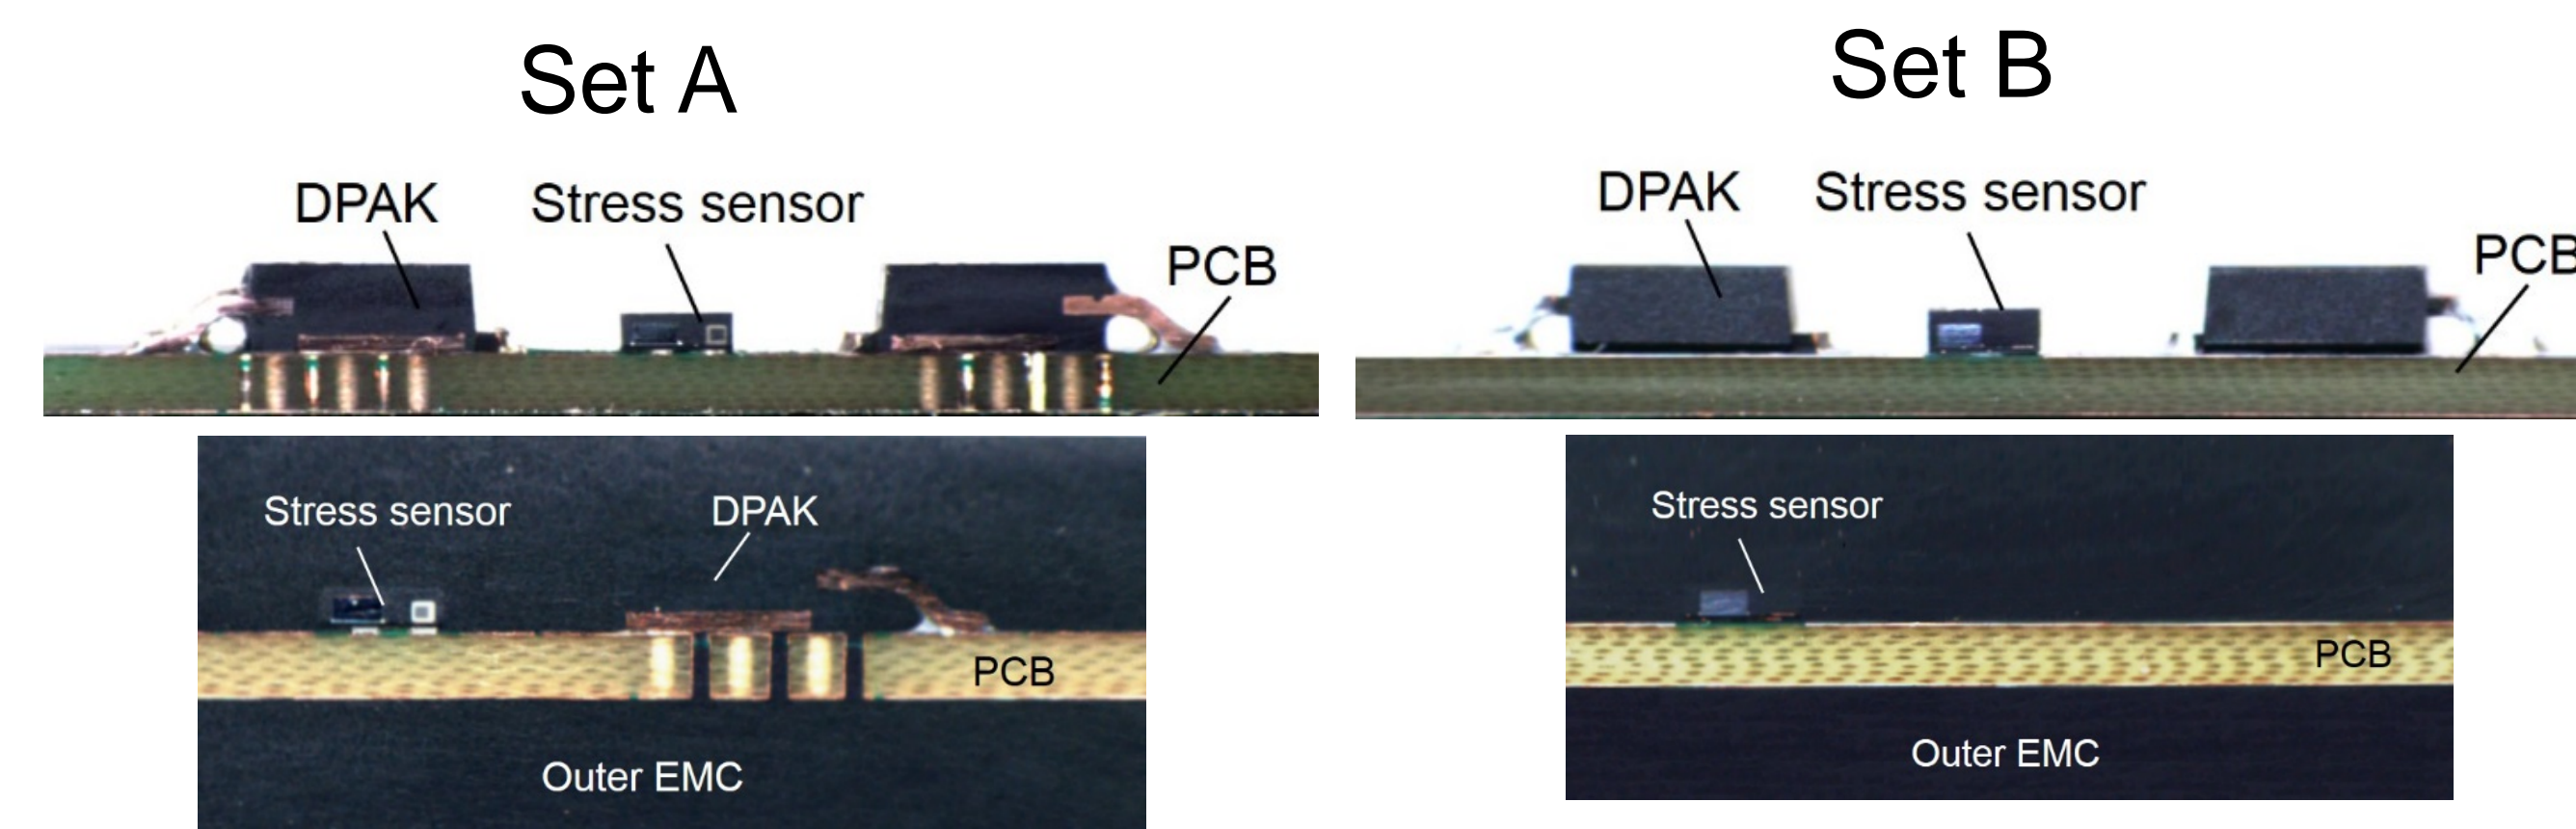 Set A
Set B
DPAK
Stress sensor
PCB
DPAK
Stress sensor
PCB
Stress sensor
DPAK
PCB
Outer EMC
Stress sensor
PCB
Outer EMC